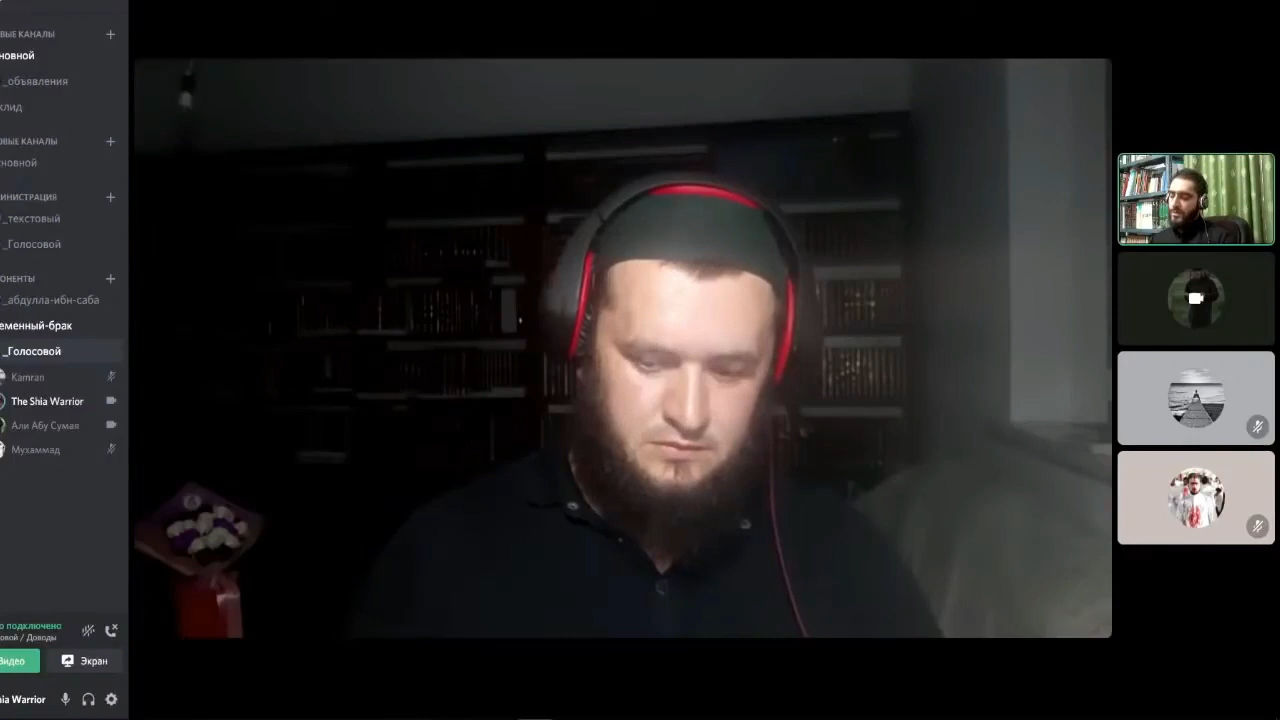 ВЫЕ КАНАЛЫ
новной
_объявления
клид
ОВЫЕ КАНАЛЫ
новной
ИНИСТРАЦИЯ
_текстовый
_Голосовой
ОНЕНТЫ
_абдулла-ибн-саба
еменный-брак
_Голосовой
Kamran
The Shia Warrior
Али Абу Сумая
Мухаммад
о подключено
овой / Доводы
Видео
Экран
hia Warrior